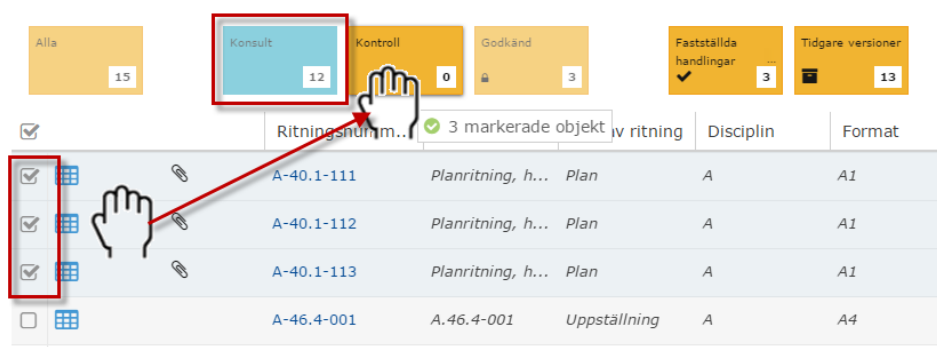 Alla
15
Konsult
12
Kontroll
0
Godkänd
3
Fastställda
handlingar ...
3
Tidgare versioner
13
Ritningsnumm...
3 markerade objekt
av ritning
Disciplin
Format
A-40.1-111 Planritning, h... Plan A A1
A-40.1-112 Planritning, h... Plan A A1
A-40.1-113 Planritning, h... Plan A A1
A-46.4-001 A.46.4-001 Uppställning A A4